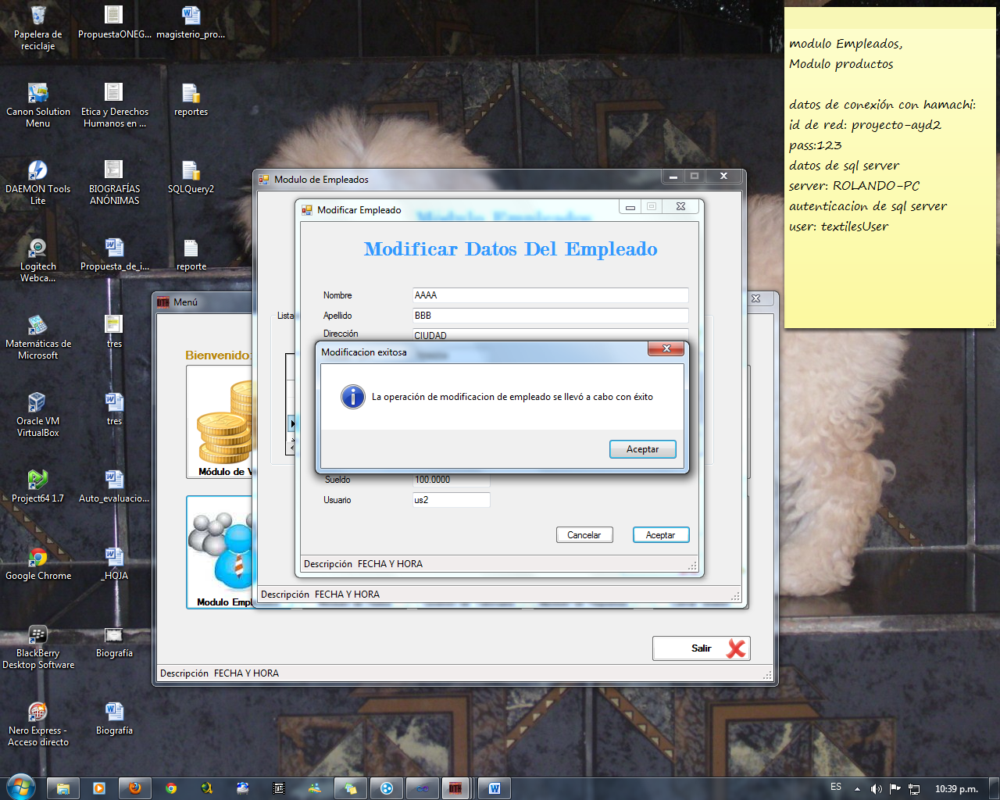 Papelera de
reciclaje
PropuestaONEG...
magisterio_pro...
Canon Solution
Menu
Etica y Derechos
Humanos en ...
reportes
DAEMON Tools
Lite
BIOGRAFÍAS
ANÓNIMAS
SQLQuery2
Logitech
Webca...
Propuesta_de_i...
reporte
Matemáticas de
Microsoft
tres
Oracle VM
VirtualBox
tres
Project64 1.7
Auto_evaluacio...
Google Chrome
_HOJA
BlackBerry
Desktop Software
Biografía
Nero Express -
Acceso directo
Biografía
modulo Empleados,
Modulo productos
datos de conexión con hamachi:
id de red: proyecto-ayd2
pass:123
datos de sql server
server: ROLANDO-PC
autenticacion de sql server
user: textilesUser
Menú
Bienvenido:
Módulo de V
Modulo Empl
Salir
Descripción FECHA Y HORA
Modulo de Empleados
Modulo Empleados
Lista
Descripción FECHA Y HORA
Modificar Empleado
Modificar Datos Del Empleado
Nombre AAAA
Apellido BBB
Dirección CIUDAD
Sueldo 100.0000
Usuario us2
Cancelar Aceptar
Descripción FECHA Y HORA
Modificacion exitosa
La operación de modificacion de empleado se llevó a cabo con éxito
Aceptar
ES
10:39 p.m.